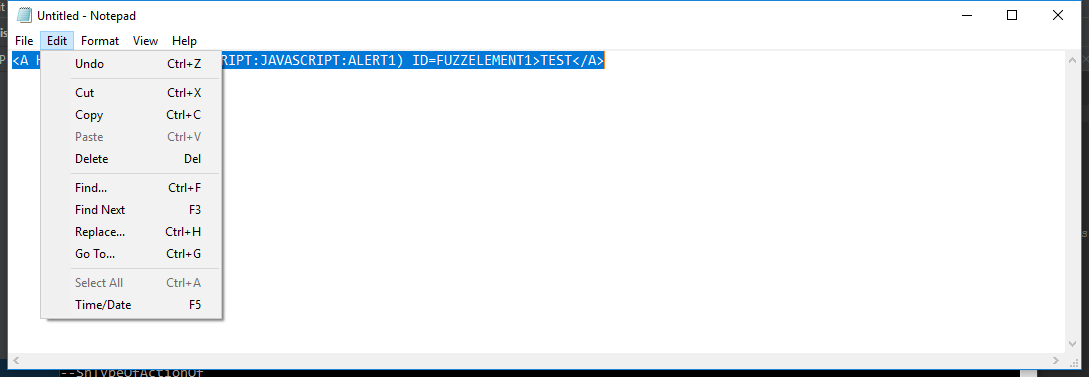 Untitled - Notepad
File Edit Format View Help
<A RIPT:JAVASCRIPT:ALERT1) ID=FUZZELEMENT1>TEST</A>
Undo Ctrl+Z
Cut Ctrl+X
Copy Ctrl+C
Paste Ctrl+V
Delete Del
Find... Ctrl+F
Find Next F3
Replace... Ctrl+H
Go To... Ctrl+G
Select All Ctrl+A
Time/Date F5